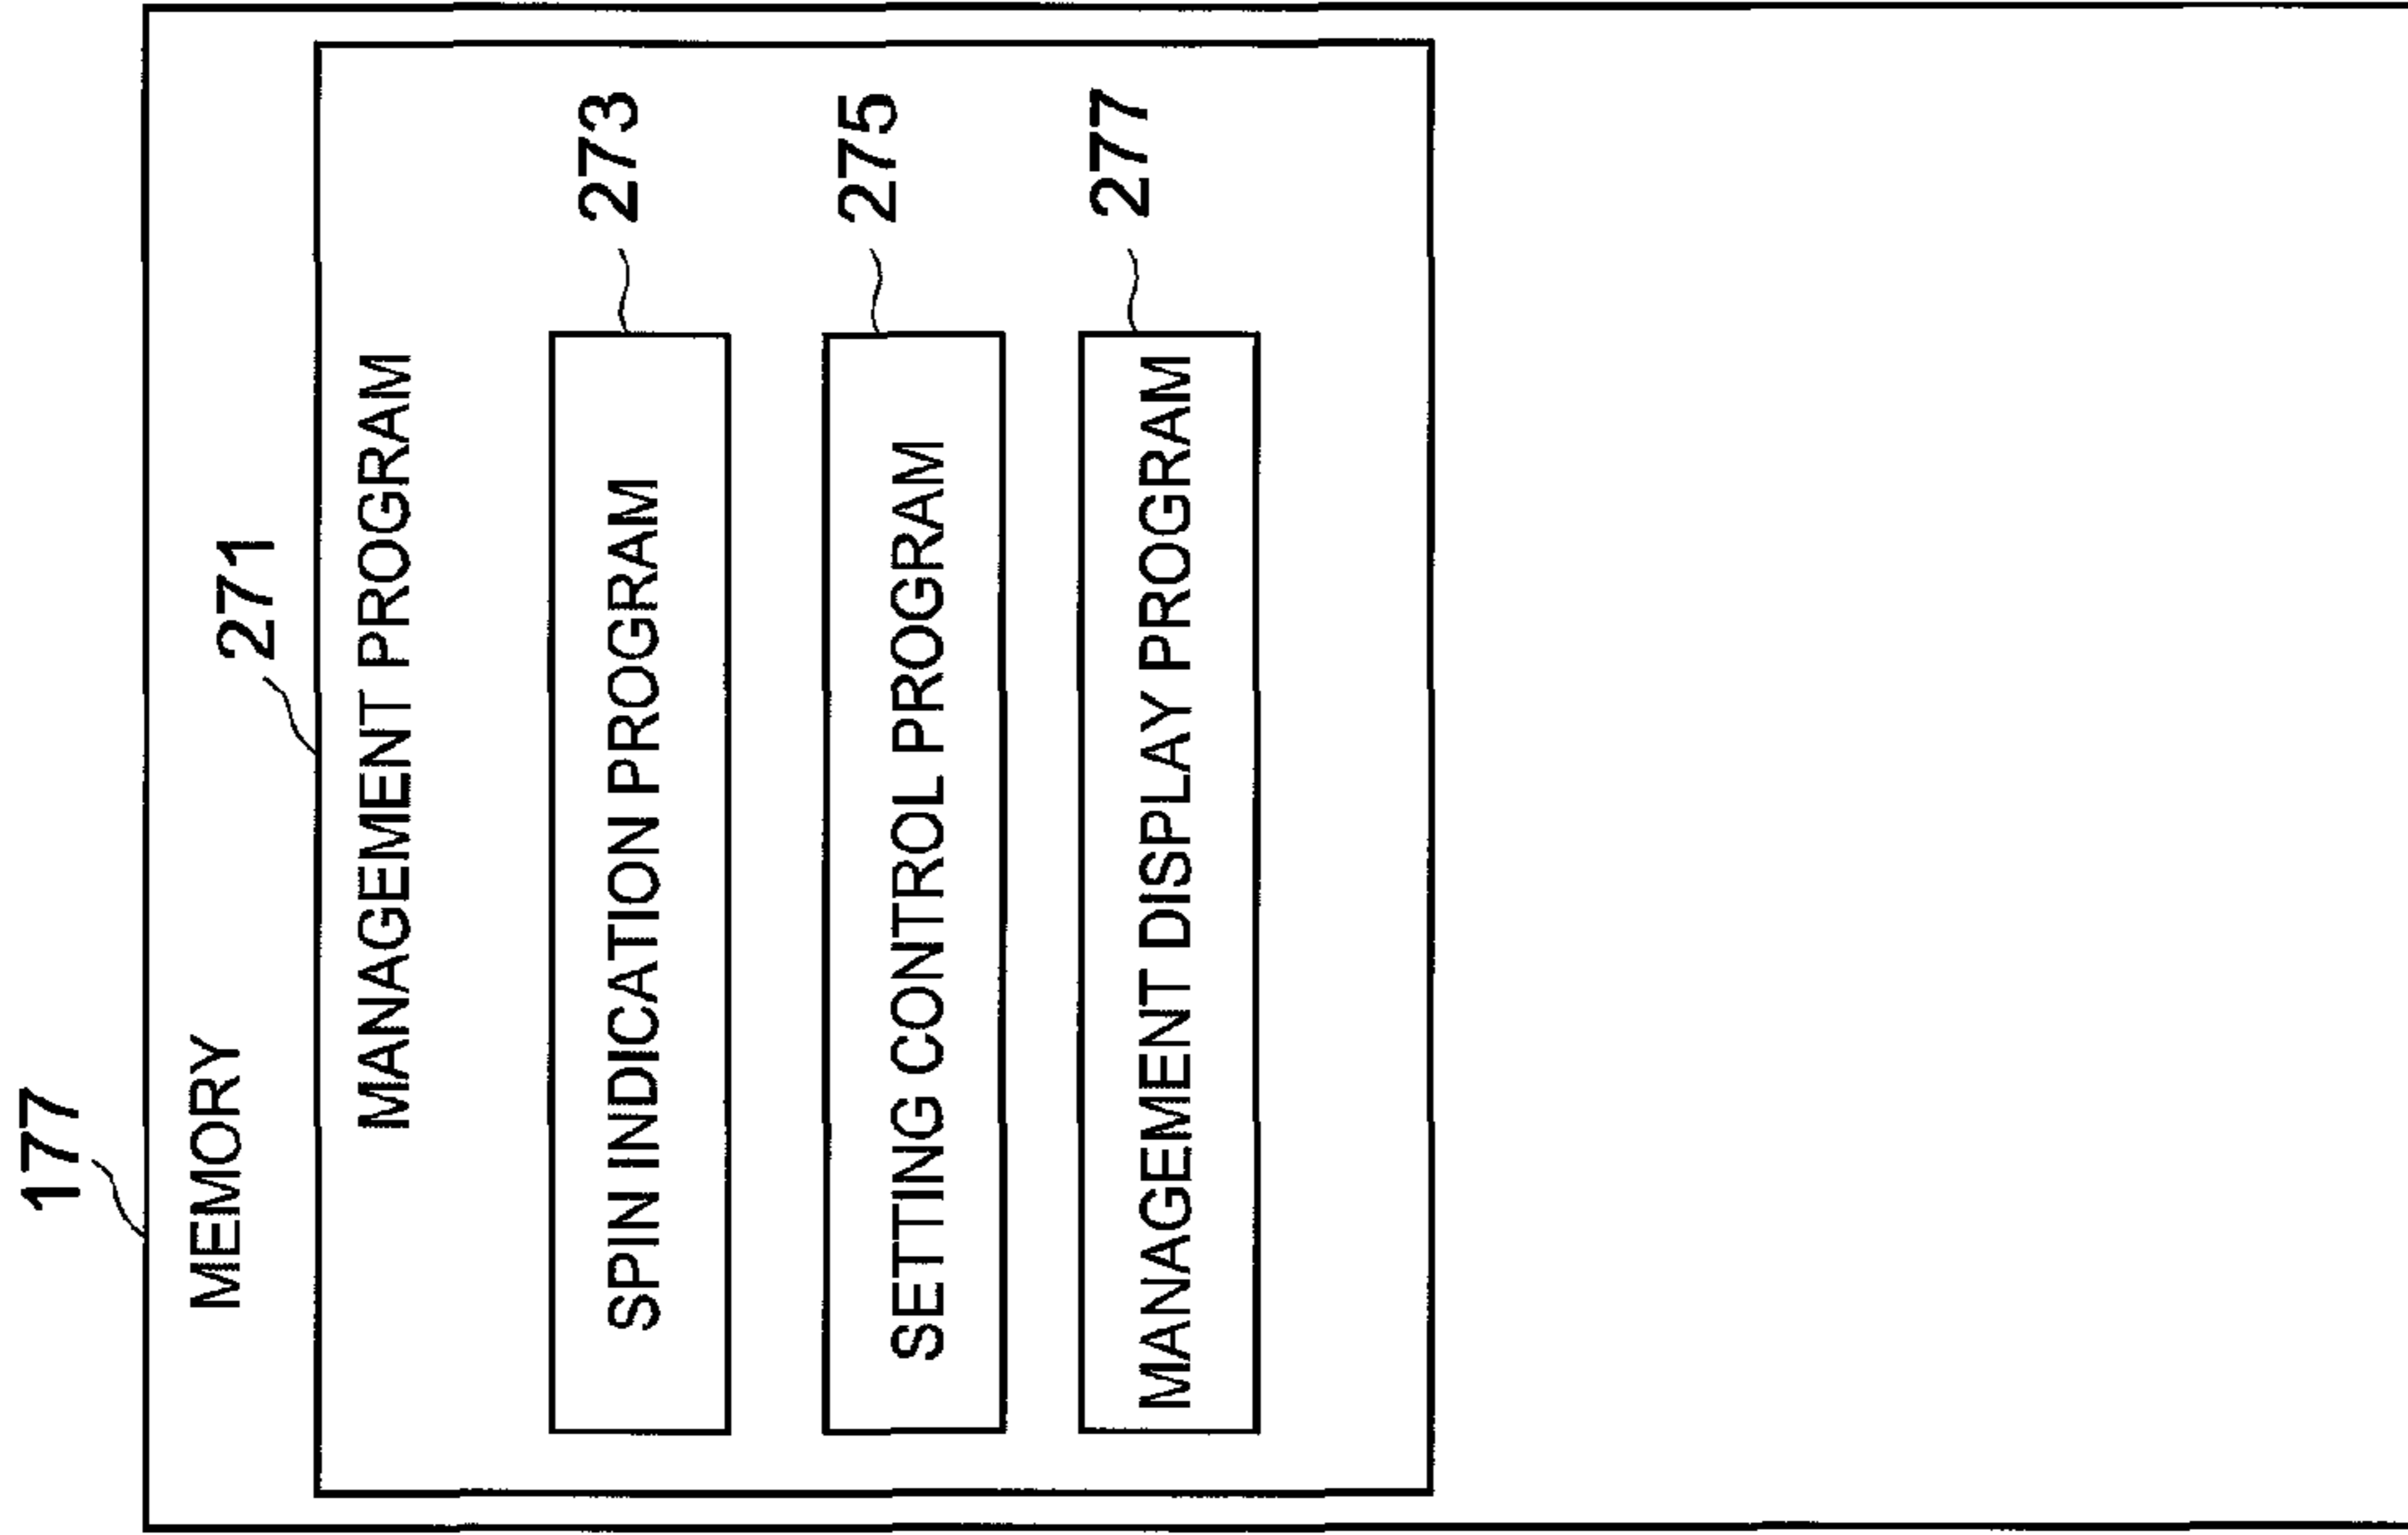 177
MEMORY
271
MANAGEMENT PROGRAM
273
SPIN INDICATION PROGRAM
275
SETTING CONTROL PROGRAM
277
MANAGEMENT DISPLAY PROGRAM